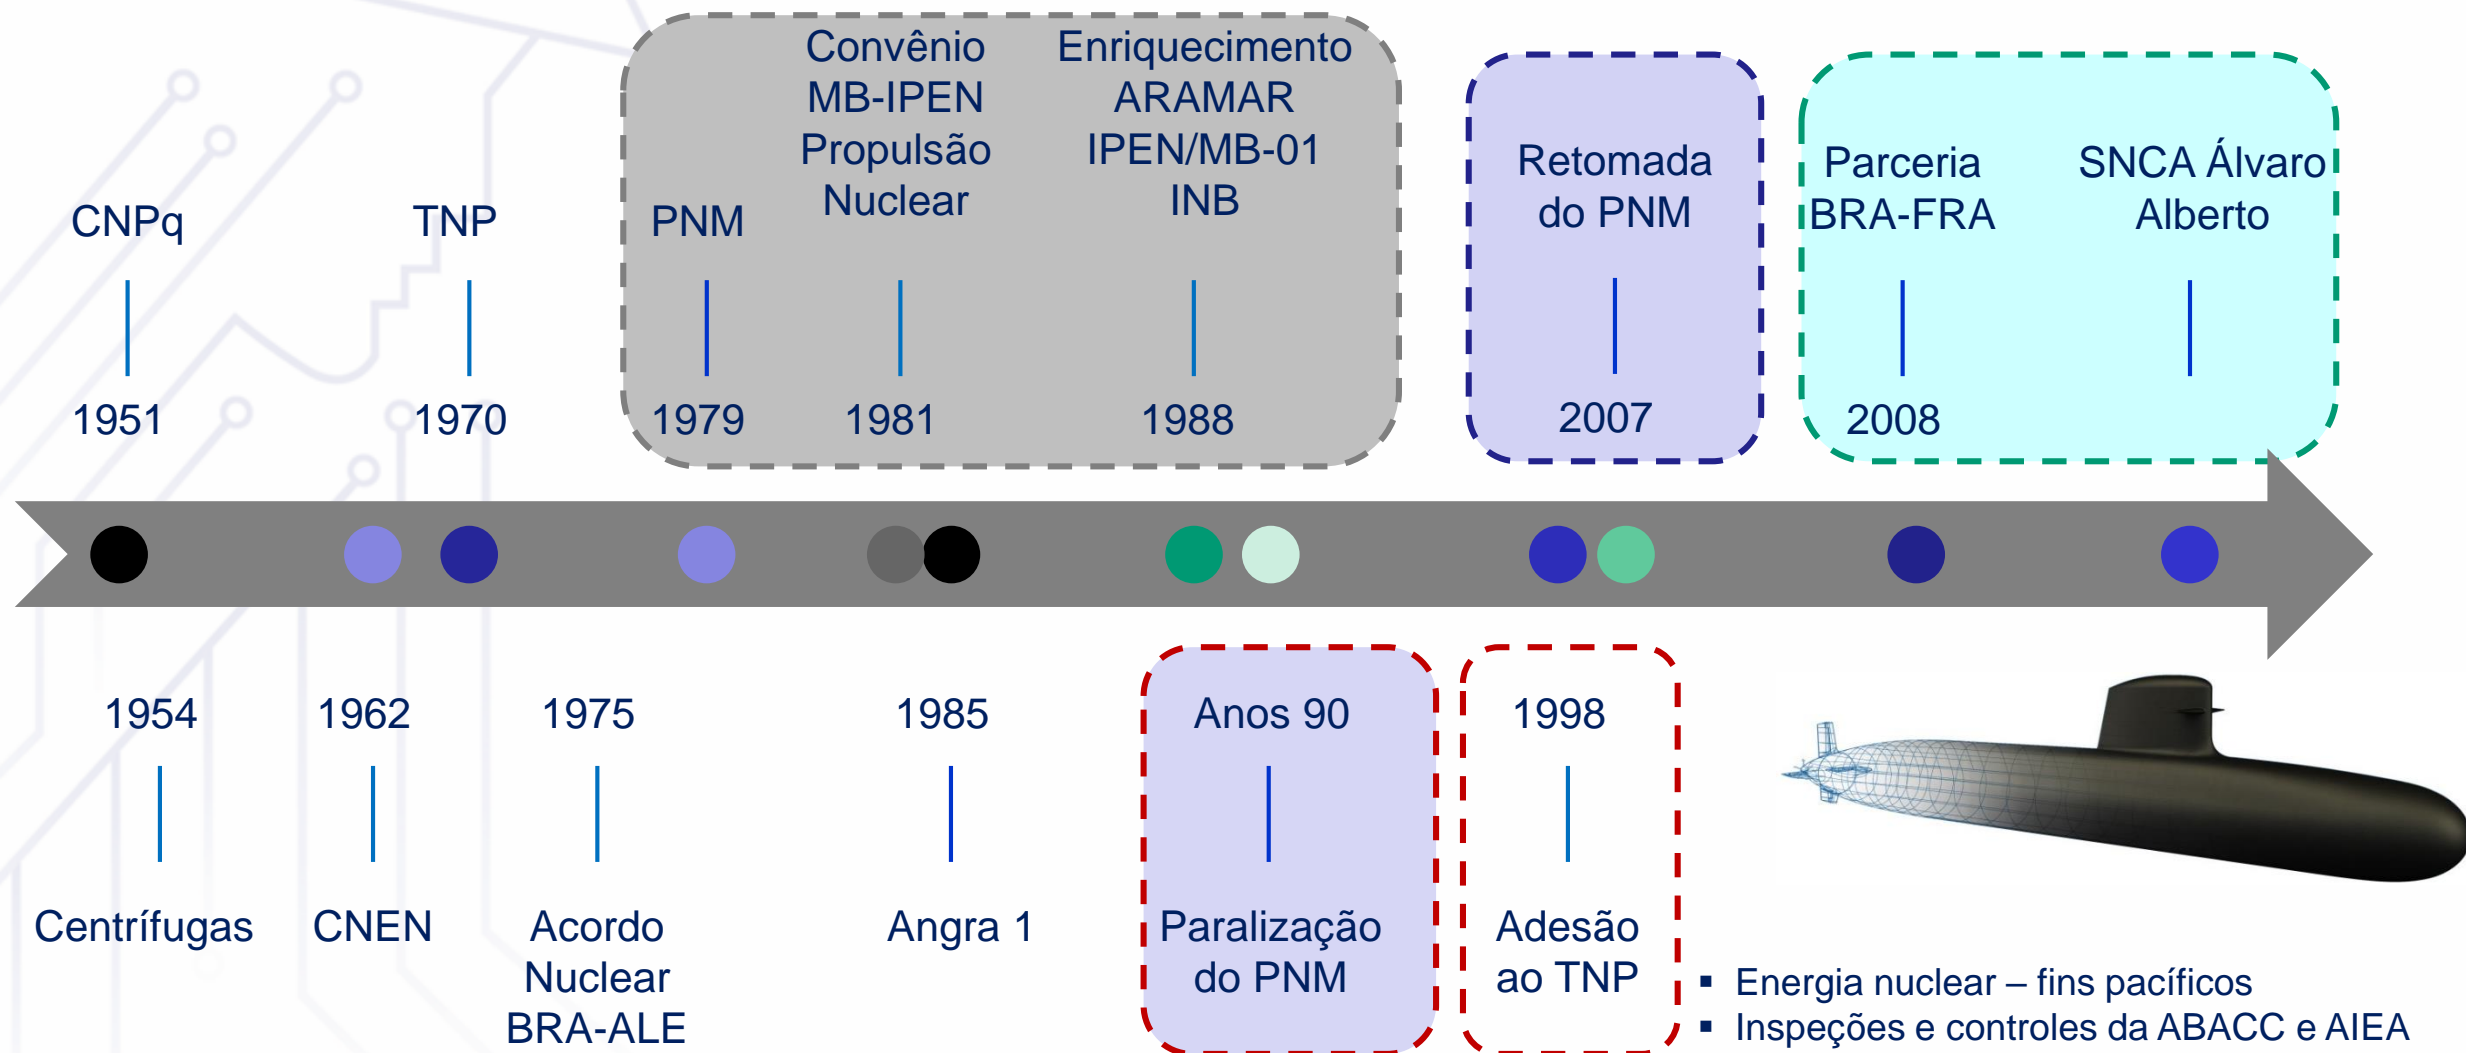 CNPq
1951
TNP
1970
PNM
1979
Convênio
MB-IPEN
Propulsão
Nuclear
1981
Enriquecimento
ARAMAR
IPEN/MB-01
INB
1988
Retomada
do PNM
2007
Parceria
BRA-FRA
2008
SNCA Álvaro
Alberto
1954
Centrífugas
1962
CNEN
1975
Acordo
Nuclear
BRA-ALE
1985
Angra 1
Anos 90
Paralização
do PNM
1998
Adesão
ao TNP
▪ Energia nuclear – fins pacíficos
▪ Inspeções e controles da ABACC e AIEA